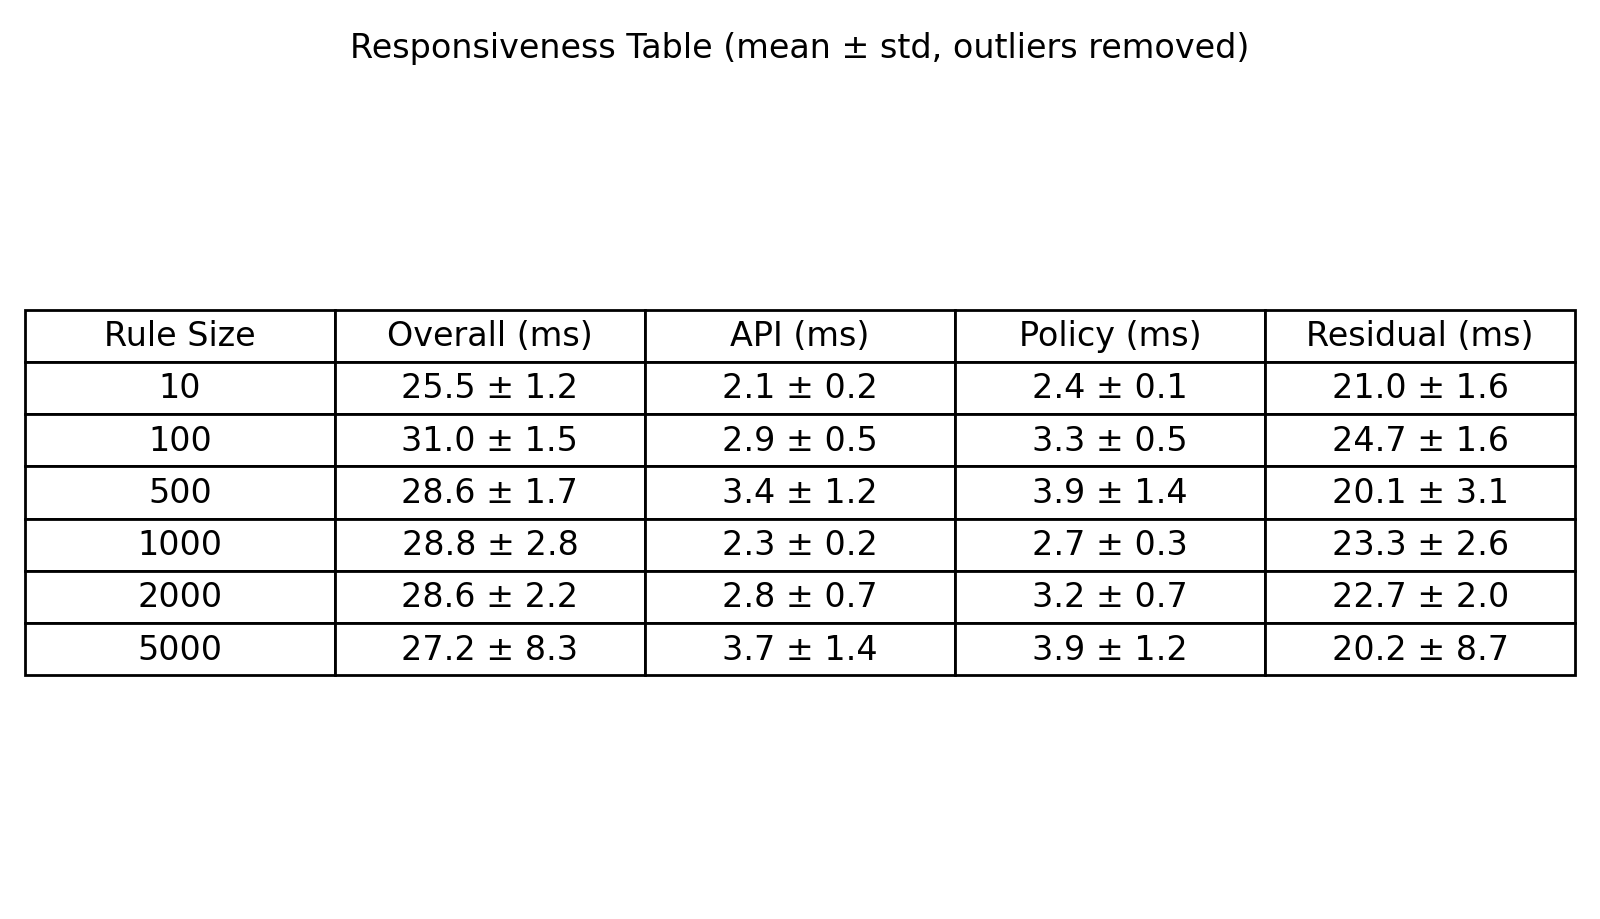 Responsiveness Table (mean ± std, outliers removed)
Rule Size Overall (ms) API (ms) Policy (ms) Residual (ms)
10 25.5 ± 1.2 2.1 ± 0.2 2.4 ± 0.1 21.0 ± 1.6
100 31.0 ± 1.5 2.9 ± 0.5 3.3 ± 0.5 24.7 ± 1.6
500 28.6 ± 1.7 3.4 ± 1.2 3.9 ± 1.4 20.1 ± 3.1
1000 28.8 ± 2.8 2.3 ± 0.2 2.7 ± 0.3 23.3 ± 2.6
2000 28.6 ± 2.2 2.8 ± 0.7 3.2 ± 0.7 22.7 ± 2.0
5000 27.2 ± 8.3 3.7 ± 1.4 3.9 ± 1.2 20.2 ± 8.7